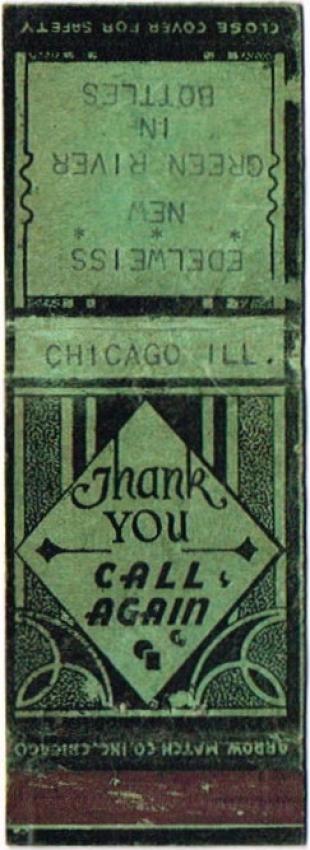 CLOSE COVER FOR SAFETY
EDELWEISS
* * *
NEW
GREEN RIVER
IN
BOTTLES
CHICAGO ILL.
Thank
YOU
CALL
AGAIN
ARROW MATCH CO. INC. CHICAGO